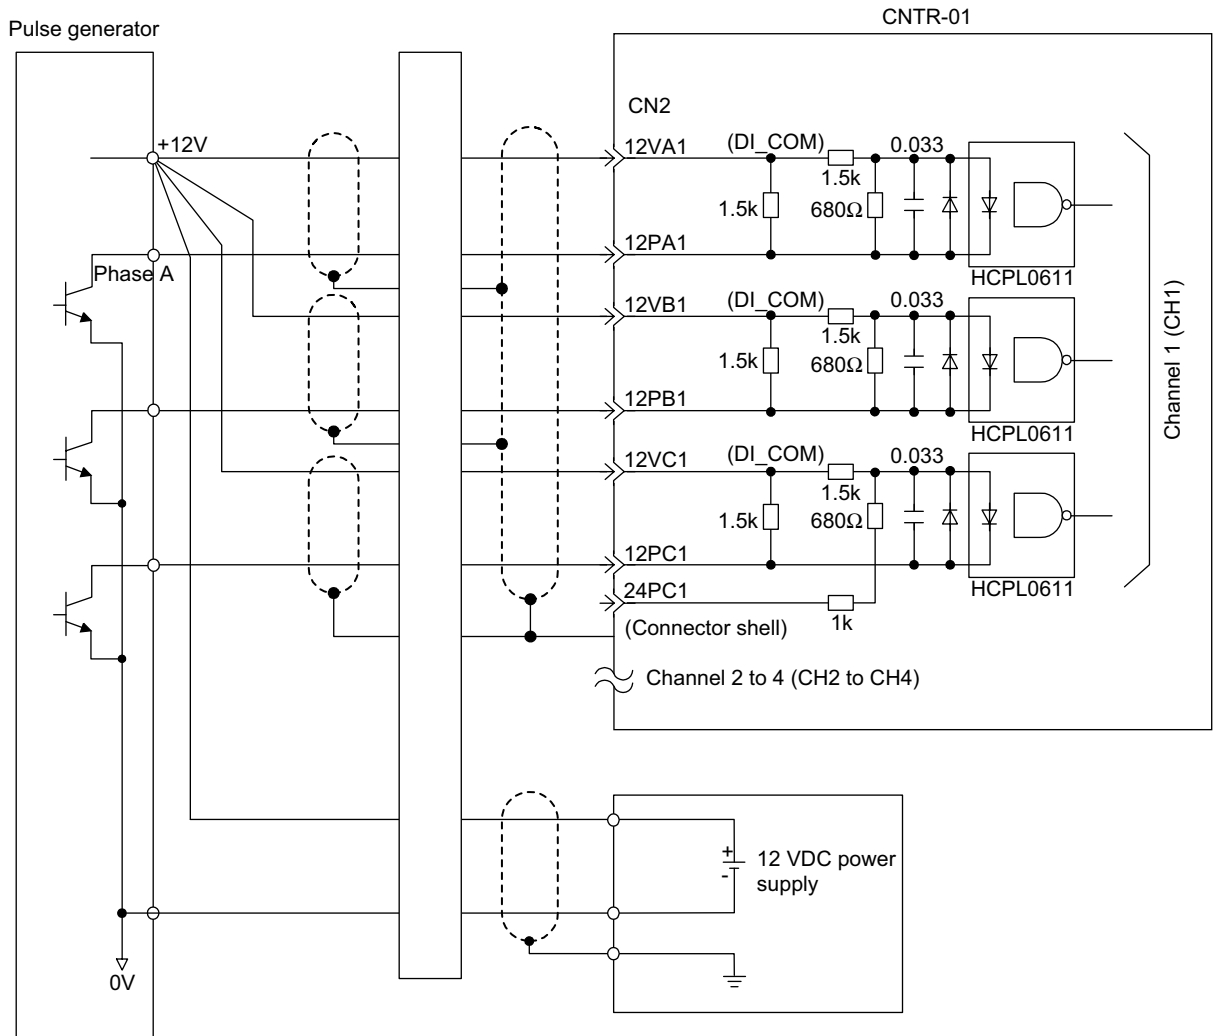 Pulse generator
CNTR-01
CN2
+12V
12VA1
(DI_COM)
0.033
1.5k
1.5k
680Ω
12PA1
HCPL0611
Phase A
12VB1
(DI_COM)
0.033
1.5k
1.5k
680Ω
12PB1
HCPL0611
12VC1
(DI_COM)
0.033
1.5k
1.5k
680Ω
12PC1
HCPL0611
24PC1
1k
(Connector shell)
Channel 1 (CH1)
Channel 2 to 4 (CH2 to CH4)
+
-
12 VDC power
supply
0V